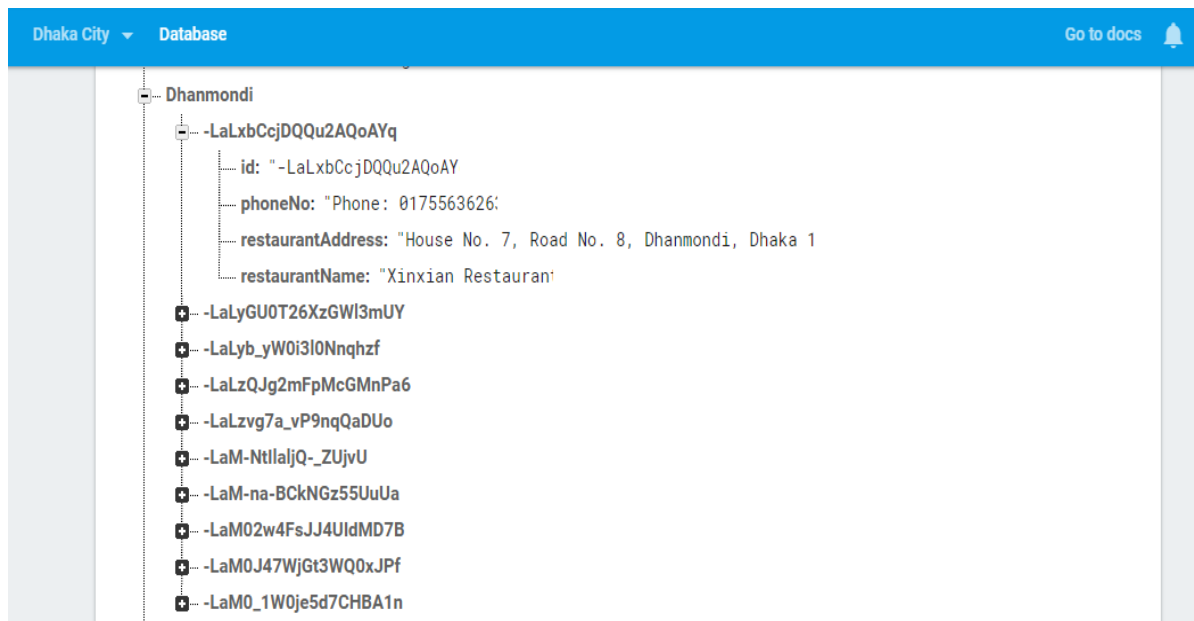 Dhaka City Database Go to docs
Dhanmondi
-LaLxbCcjDQQu2AQoAYq
id: "-LaLxbCcjDQQu2AQoAY
phoneNo: "Phone: 0175563626
restaurantAddress: "House No. 7, Road No. 8, Dhanmondi, Dhaka 1
restaurantName: "Xinxian Restaurant
-LaLyGU0T26XzGWl3mUY
-LaLyb_yW0i3l0Nnqhzf
-LaLzQJg2mFpMcGMnPa6
-LaLzvg7a_vP9nqQaDUo
-LaM-NtIlaljQ-_ZUjvU
-LaM-na-BCkNGz55UuUa
-LaM02w4FsJJ4UIdMD7B
-LaM0J47WjGt3WQ0xJPf
-LaM0_1W0je5d7CHBA1n